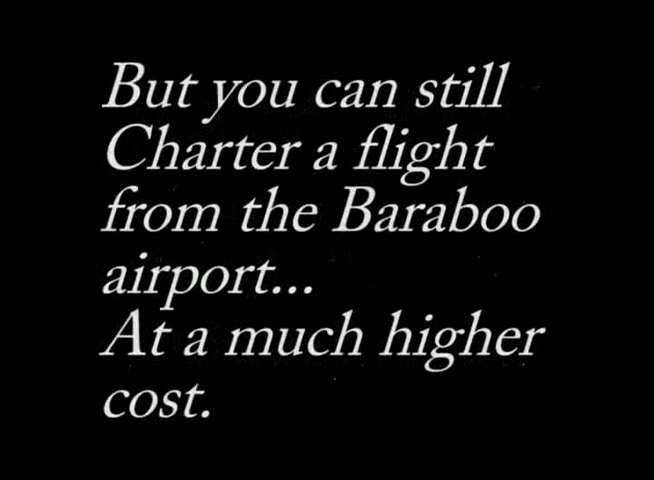 But you can still
Charter a flight
from the Baraboo
airport...
At a much higher
cost.